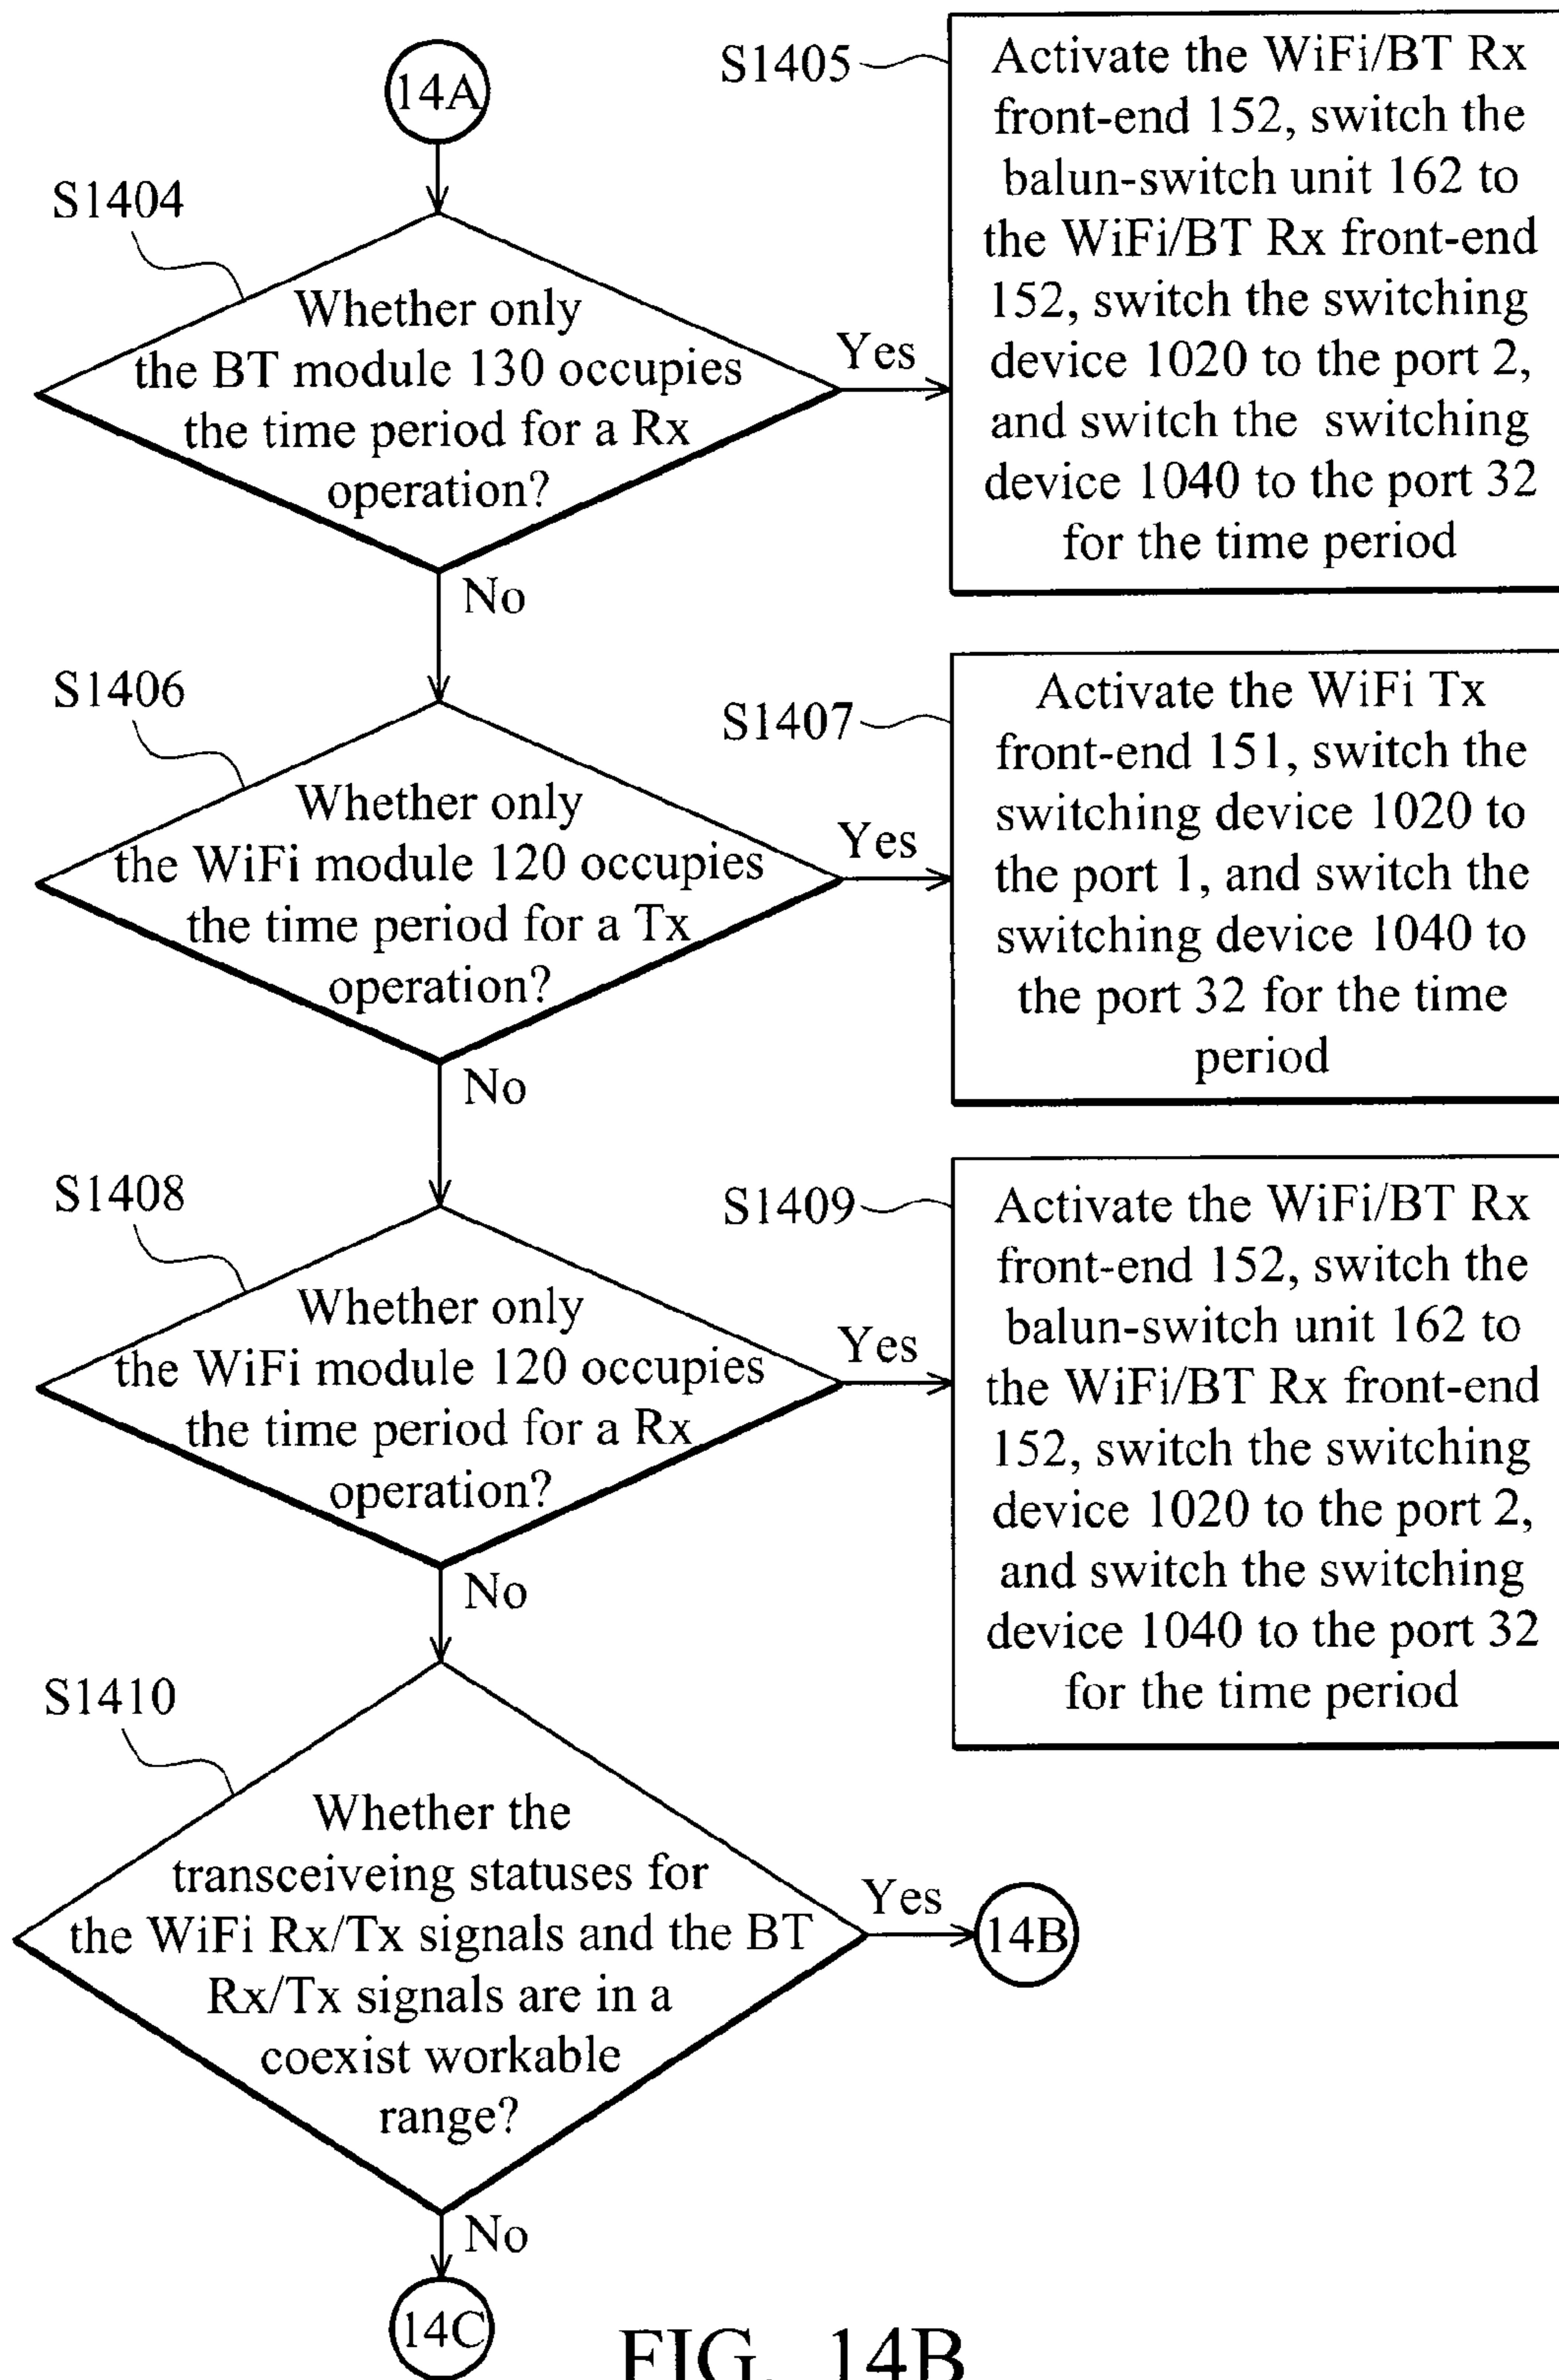 14A
S1404
Whether only
the BT module 130 occupies
the time period for a Rx
operation?
Yes
No
S1405
Activate the WiFi/BT Rx
front-end 152, switch the
balun-switch unit 162 to
the WiFi/BT Rx front-end
152, switch the switching
device 1020 to the port 2,
and switch the switching
device 1040 to the port 32
for the time period
S1406
Whether only
the WiFi module 120 occupies
the time period for a Tx
operation?
Yes
No
S1407
Activate the WiFi Tx
front-end 151, switch the
switching device 1020 to
the port 1, and switch the
switching device 1040 to
the port 32 for the time
period
S1408
Whether only
the WiFi module 120 occupies
the time period for a Rx
operation?
Yes
No
S1409
Activate the WiFi/BT Rx
front-end 152, switch the
balun-switch unit 162 to
the WiFi/BT Rx front-end
152, switch the switching
device 1020 to the port 2,
and switch the switching
device 1040 to the port 32
for the time period
S1410
Whether the
transceiveing statuses for
the WiFi Rx/Tx signals and the BT
Rx/Tx signals are in a
coexist workable
range?
Yes
14B
No
14C
FIG. 14B